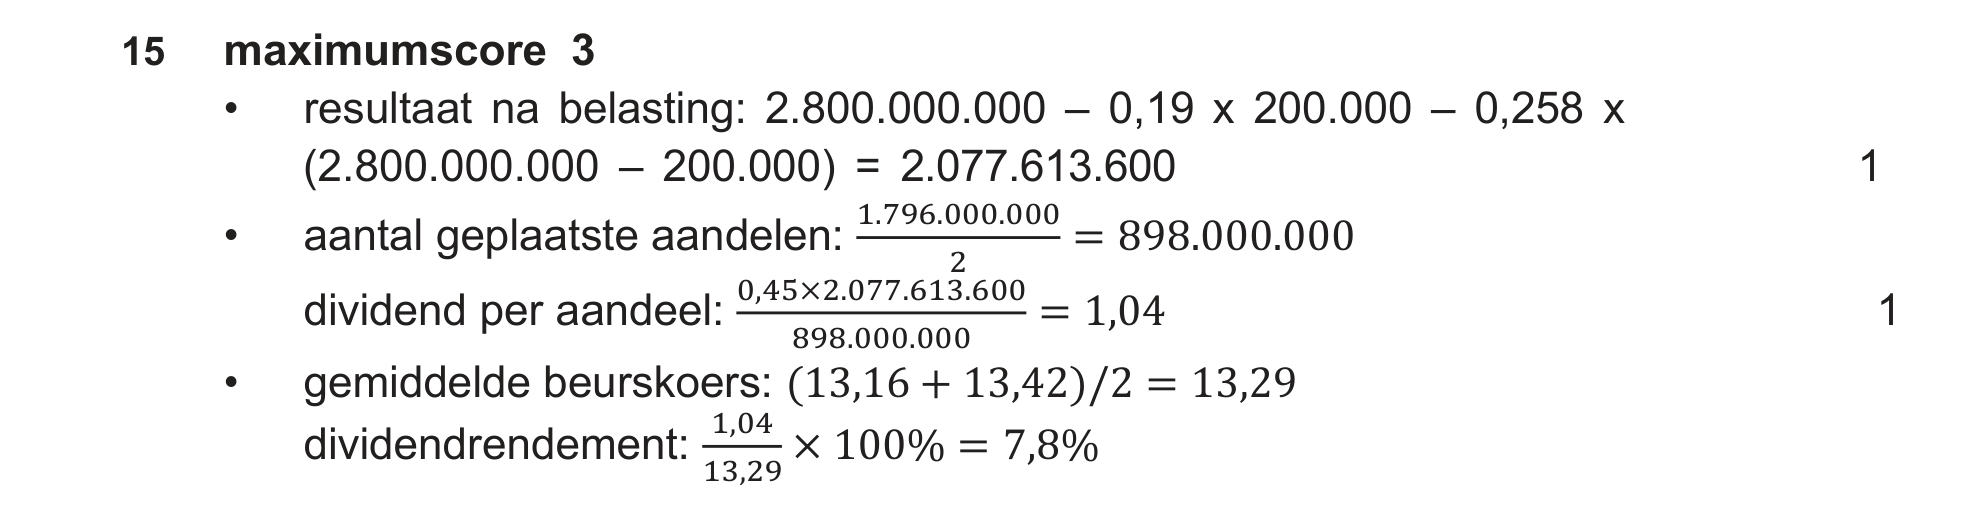 15 maximumscore 3
• resultaat na belasting: 2.800.000.000 – 0,19 x 200.000 – 0,258 x
(2.800.000.000 – 200.000) = 2.077.613.600 1
• aantal geplaatste aandelen: 1.796.000.000/2 = 898.000.000
dividend per aandeel: 0,45×2.077.613.600/898.000.000 = 1,04 1
• gemiddelde beurskoers: (13,16 + 13,42)/2 = 13,29
dividendrendement: 1,04/13,29 × 100% = 7,8%